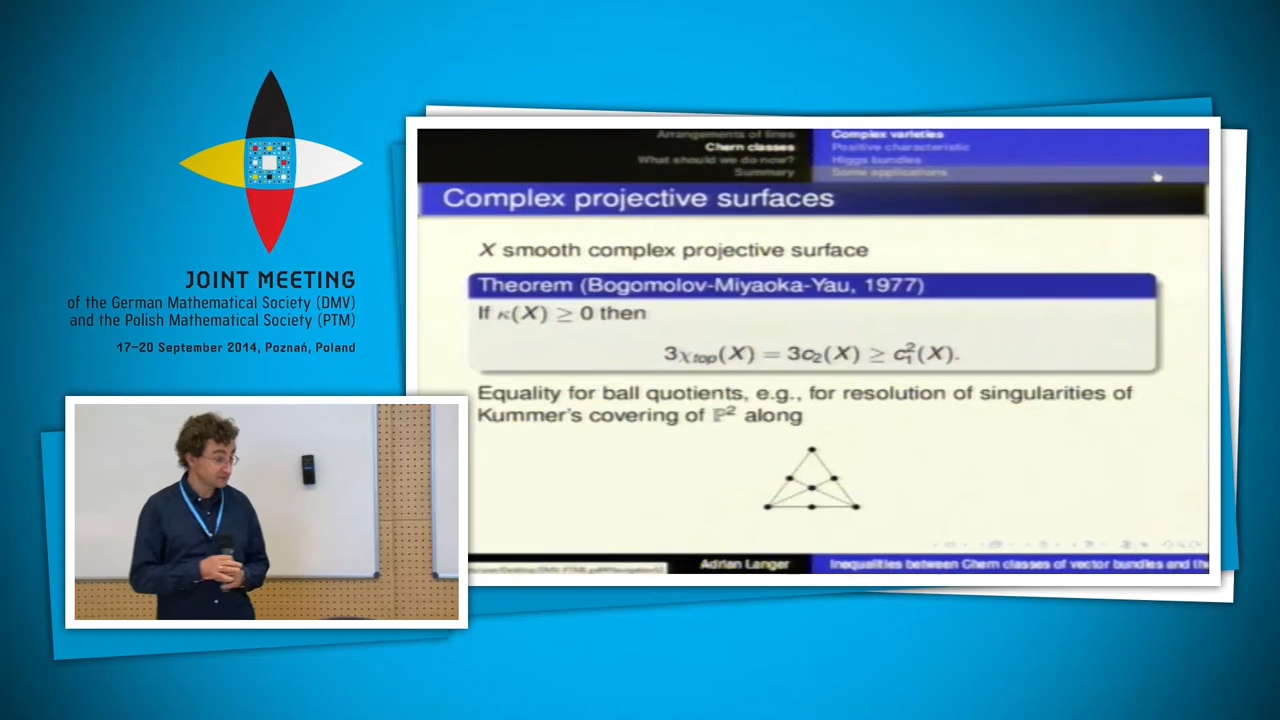 JOINT MEETING
of the German Mathematical Society (DMV)
and the Polish Mathematical Society (PTM)
17–20 September 2014, Poznań, Poland
Arrangements of lines
Chern classes
What should we do now?
Summary
Complex varieties
Positive characteristic
Higgs bundles
Some applications
Complex projective surfaces
X smooth complex projective surface
Theorem (Bogomolov-Miyaoka-Yau, 1977)
If κ(X) ≥ 0 then
3χtop(X) = 3c₂(X) ≥ c₁²(X).
Equality for ball quotients, e.g., for resolution of singularities of
Kummer's covering of ℙ² along
Adrian Langer
Inequalities between Chern classes of vector bundles and